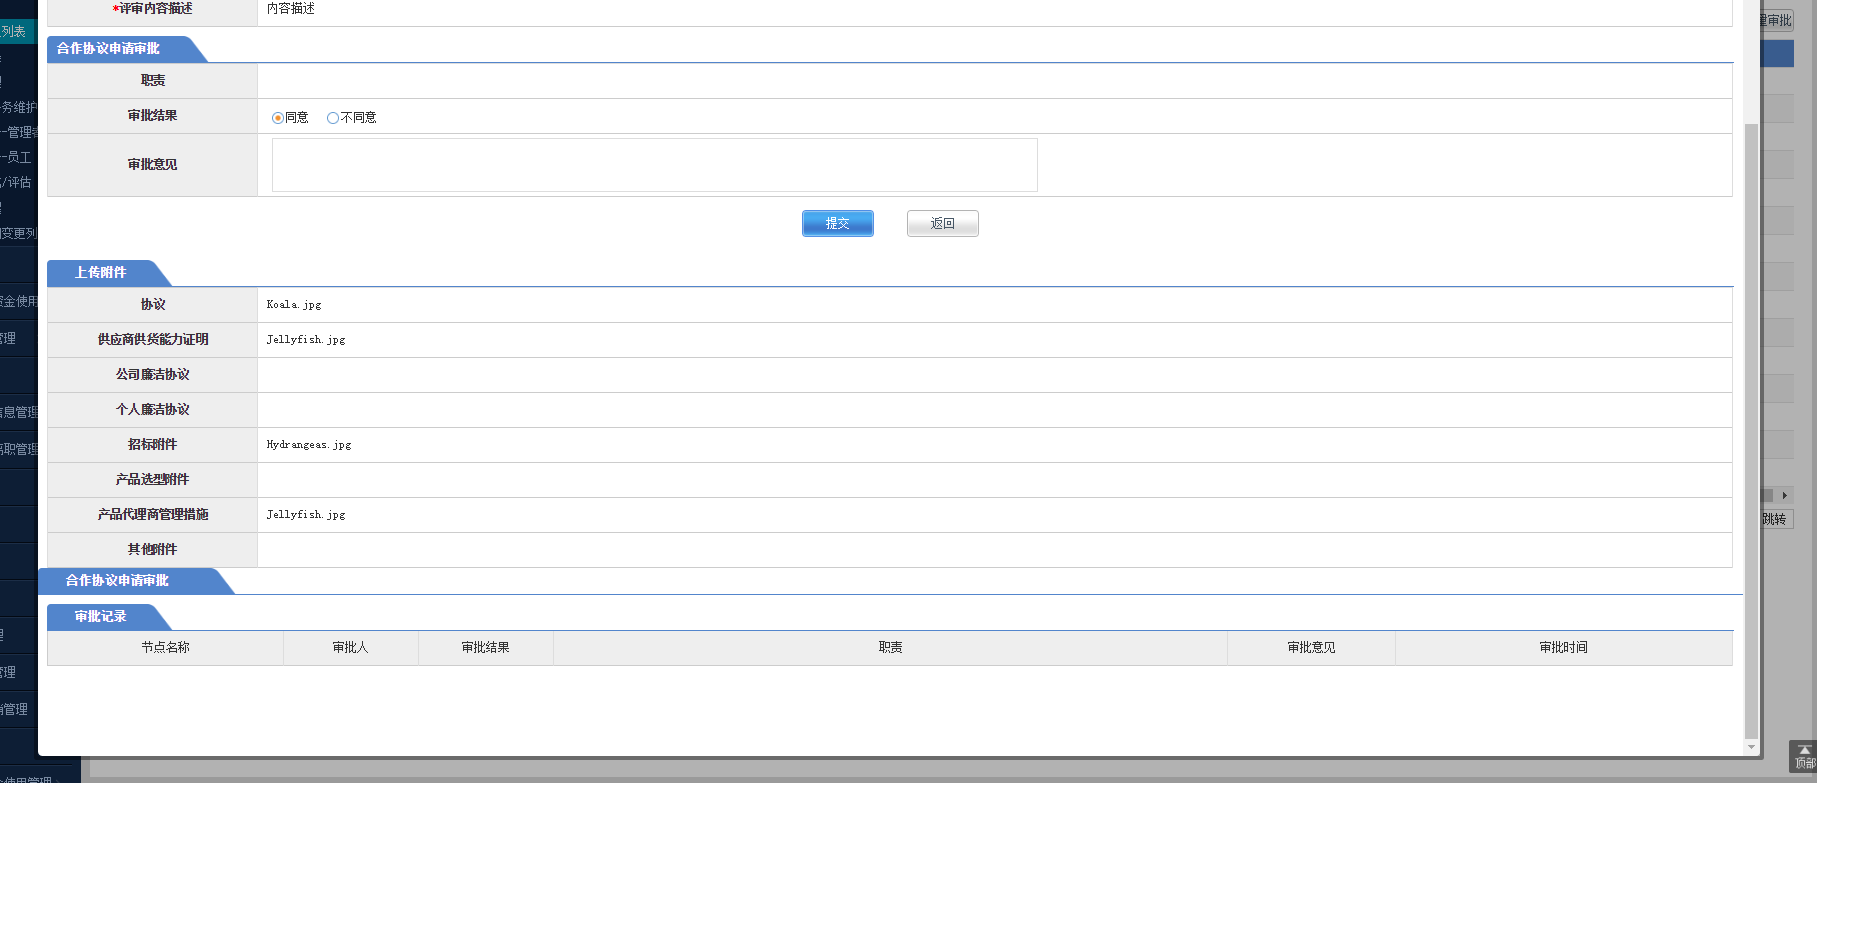 *评审内容描述 内容描述
合作协议申请审批
职责
审批结果 同意 不同意
审批意见
提交 返回
上传附件
协议 Koala.jpg
供应商供货能力证明 Jellyfish.jpg
公司廉洁协议
个人廉洁协议
招标附件 Hydrangeas.jpg
产品选型附件
产品代理商管理措施 Jellyfish.jpg
其他附件
合作协议申请审批
审批记录
节点名称 审批人 审批结果 职责 审批意见 审批时间
列表
务维护
--管理
--员工
/评估
变更列
金使用
管理
信息管理
离职管理
理
管理
销管理
使用管理
审批
跳转
顶部